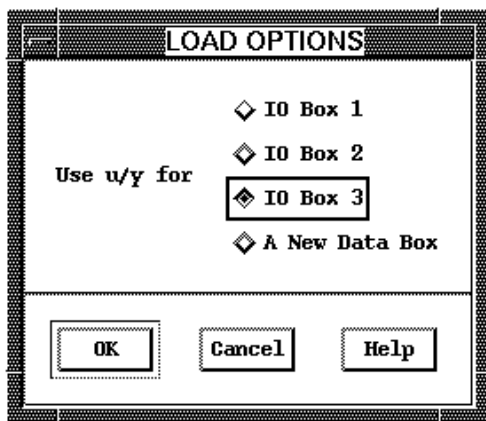 LOAD OPTIONS
IO Box 1
IO Box 2
Use u/y for
IO Box 3
A New Data Box
OK Cancel Help